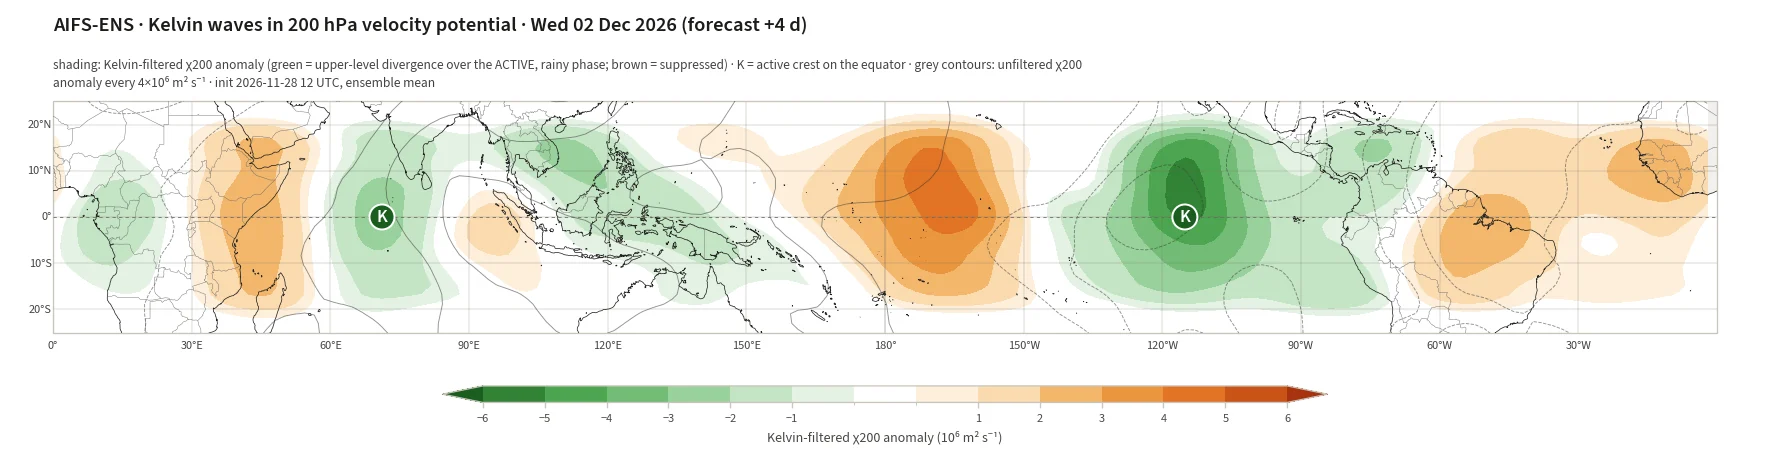 AIFS-ENS · Kelvin waves in 200 hPa velocity potential · Wed 02 Dec 2026 (forecast +4 d)
shading: Kelvin-filtered χ200 anomaly (green = upper-level divergence over the ACTIVE, rainy phase; brown = suppressed) · K = active crest on the equator · grey contours: unfiltered χ200
anomaly every 4×10⁶ m² s⁻¹ · init 2026-11-28 12 UTC, ensemble mean
20°N
10°N
0°
10°S
20°S
K
K
0° 30°E 60°E 90°E 120°E 150°E 180° 150°W 120°W 90°W 60°W 30°W
−6 −5 −4 −3 −2 −1 1 2 3 4 5 6
Kelvin-filtered χ200 anomaly (10⁶ m² s⁻¹)